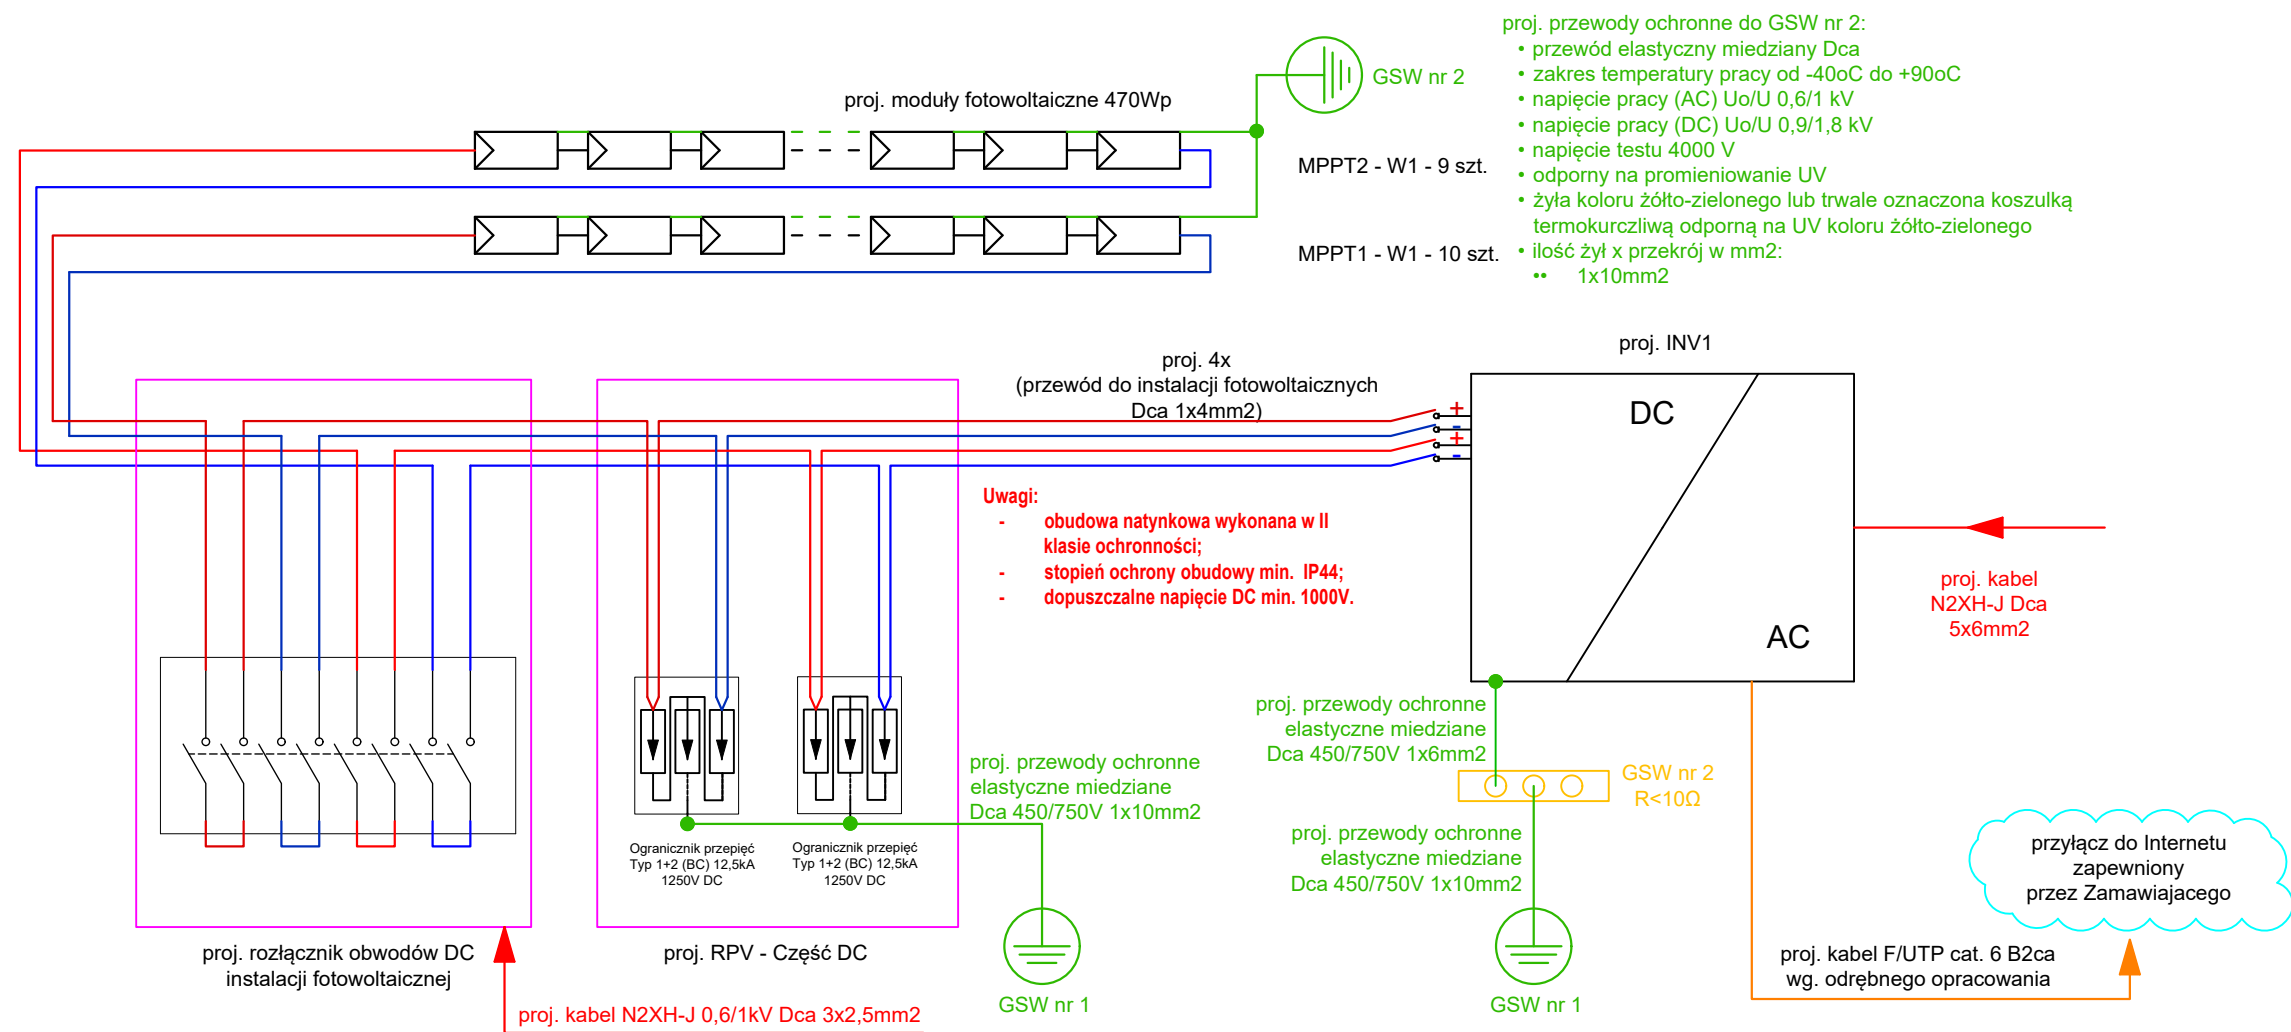 proj. przewody ochronne do GSW nr 2:
• przewód elastyczny miedziany Dca
• zakres temperatury pracy od -40oC do +90oC
• napięcie pracy (AC) Uo/U 0,6/1 kV
• napięcie pracy (DC) Uo/U 0,9/1,8 kV
• napięcie testu 4000 V
• odporny na promieniowanie UV
• żyła koloru żółto-zielonego lub trwale oznaczona koszulką
termokurczliwą odporną na UV koloru żółto-zielonego
• ilość żył x przekrój w mm2:
•• 1x10mm2
GSW nr 2
proj. moduły fotowoltaiczne 470Wp
MPPT2 - W1 - 9 szt.
MPPT1 - W1 - 10 szt.
proj. 4x
(przewód do instalacji fotowoltaicznych
Dca 1x4mm2)
proj. INV1
+
-
+
-
DC
AC
Uwagi:
- obudowa natynkowa wykonana w II
klasie ochronności;
- stopień ochrony obudowy min. IP44;
- dopuszczalne napięcie DC min. 1000V.
proj. kabel
N2XH-J Dca
5x6mm2
proj. przewody ochronne
elastyczne miedziane
Dca 450/750V 1x6mm2
GSW nr 2
R<10Ω
proj. przewody ochronne
elastyczne miedziane
Dca 450/750V 1x10mm2
proj. przewody ochronne
elastyczne miedziane
Dca 450/750V 1x10mm2
Ogranicznik przepięć
Typ 1+2 (BC) 12,5kA
1250V DC
Ogranicznik przepięć
Typ 1+2 (BC) 12,5kA
1250V DC
przyłącz do Internetu
zapewniony
przez Zamawiajacego
proj. rozłącznik obwodów DC
instalacji fotowoltaicznej
proj. RPV - Część DC
GSW nr 1
GSW nr 1
proj. kabel F/UTP cat. 6 B2ca
wg. odrębnego opracowania
proj. kabel N2XH-J 0,6/1kV Dca 3x2,5mm2